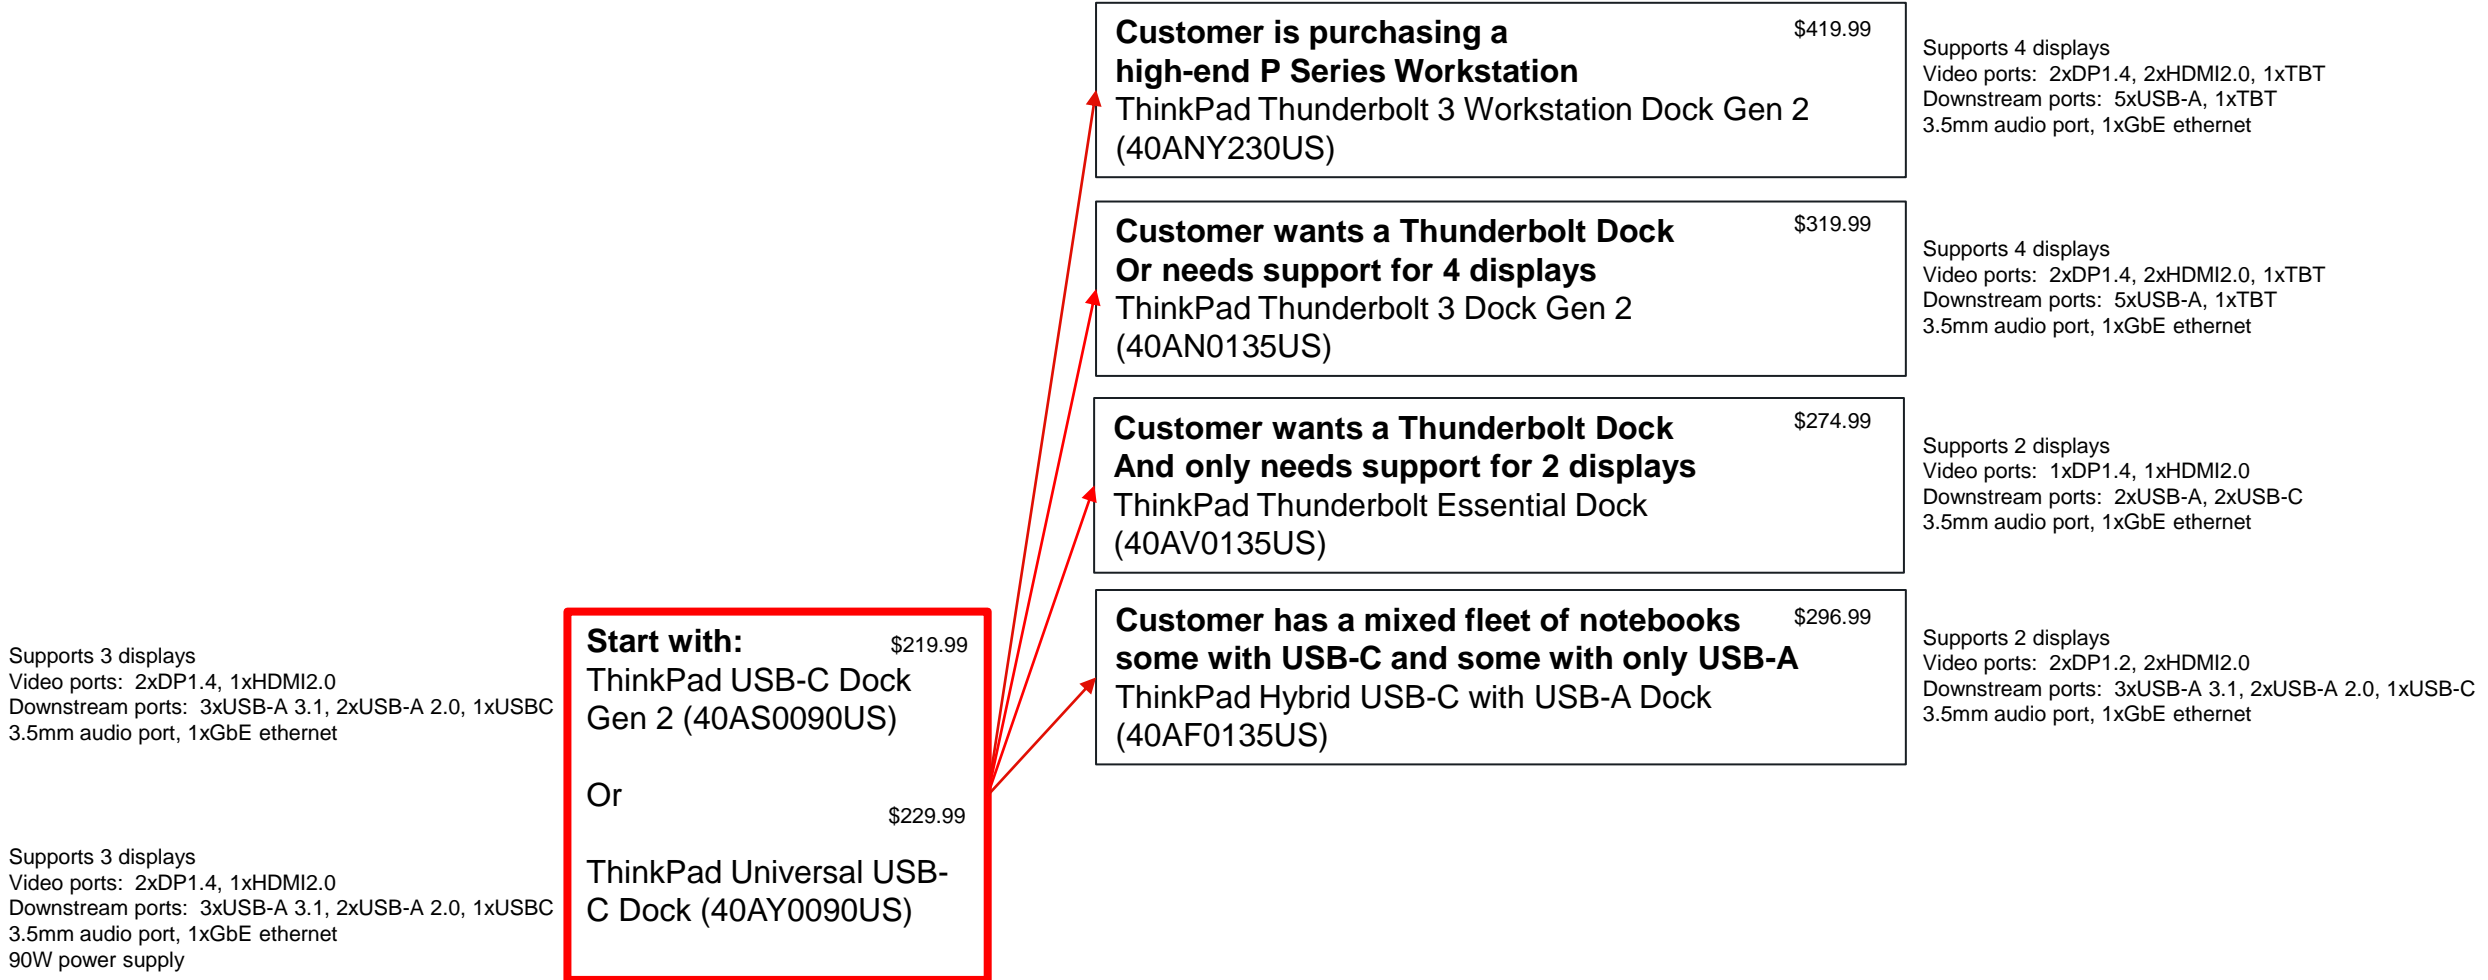 Customer is purchasing a
high-end P Series Workstation
ThinkPad Thunderbolt 3 Workstation Dock Gen 2
(40ANY230US)
$419.99
Supports 4 displays
Video ports:  2xDP1.4, 2xHDMI2.0, 1xTBT
Downstream ports:  5xUSB-A, 1xTBT
3.5mm audio port, 1xGbE ethernet
Customer wants a Thunderbolt Dock
Or needs support for 4 displays
ThinkPad Thunderbolt 3 Dock Gen 2
(40AN0135US)
$319.99
Supports 4 displays
Video ports:  2xDP1.4, 2xHDMI2.0, 1xTBT
Downstream ports:  5xUSB-A, 1xTBT
3.5mm audio port, 1xGbE ethernet
Customer wants a Thunderbolt Dock
And only needs support for 2 displays
ThinkPad Thunderbolt Essential Dock
(40AV0135US)
$274.99
Supports 2 displays
Video ports:  1xDP1.4, 1xHDMI2.0
Downstream ports:  2xUSB-A, 2xUSB-C
3.5mm audio port, 1xGbE ethernet
Customer has a mixed fleet of notebooks
some with USB-C and some with only USB-A
ThinkPad Hybrid USB-C with USB-A Dock
(40AF0135US)
$296.99
Supports 2 displays
Video ports:  2xDP1.2, 2xHDMI2.0
Downstream ports:  3xUSB-A 3.1, 2xUSB-A 2.0, 1xUSB-C
3.5mm audio port, 1xGbE ethernet
Supports 3 displays
Video ports:  2xDP1.4, 1xHDMI2.0
Downstream ports:  3xUSB-A 3.1, 2xUSB-A 2.0, 1xUSBC
3.5mm audio port, 1xGbE ethernet
Start with:
$219.99
ThinkPad USB-C Dock
Gen 2 (40AS0090US)
Or
$229.99
ThinkPad Universal USB-
C Dock (40AY0090US)
Supports 3 displays
Video ports:  2xDP1.4, 1xHDMI2.0
Downstream ports:  3xUSB-A 3.1, 2xUSB-A 2.0, 1xUSBC
3.5mm audio port, 1xGbE ethernet
90W power supply